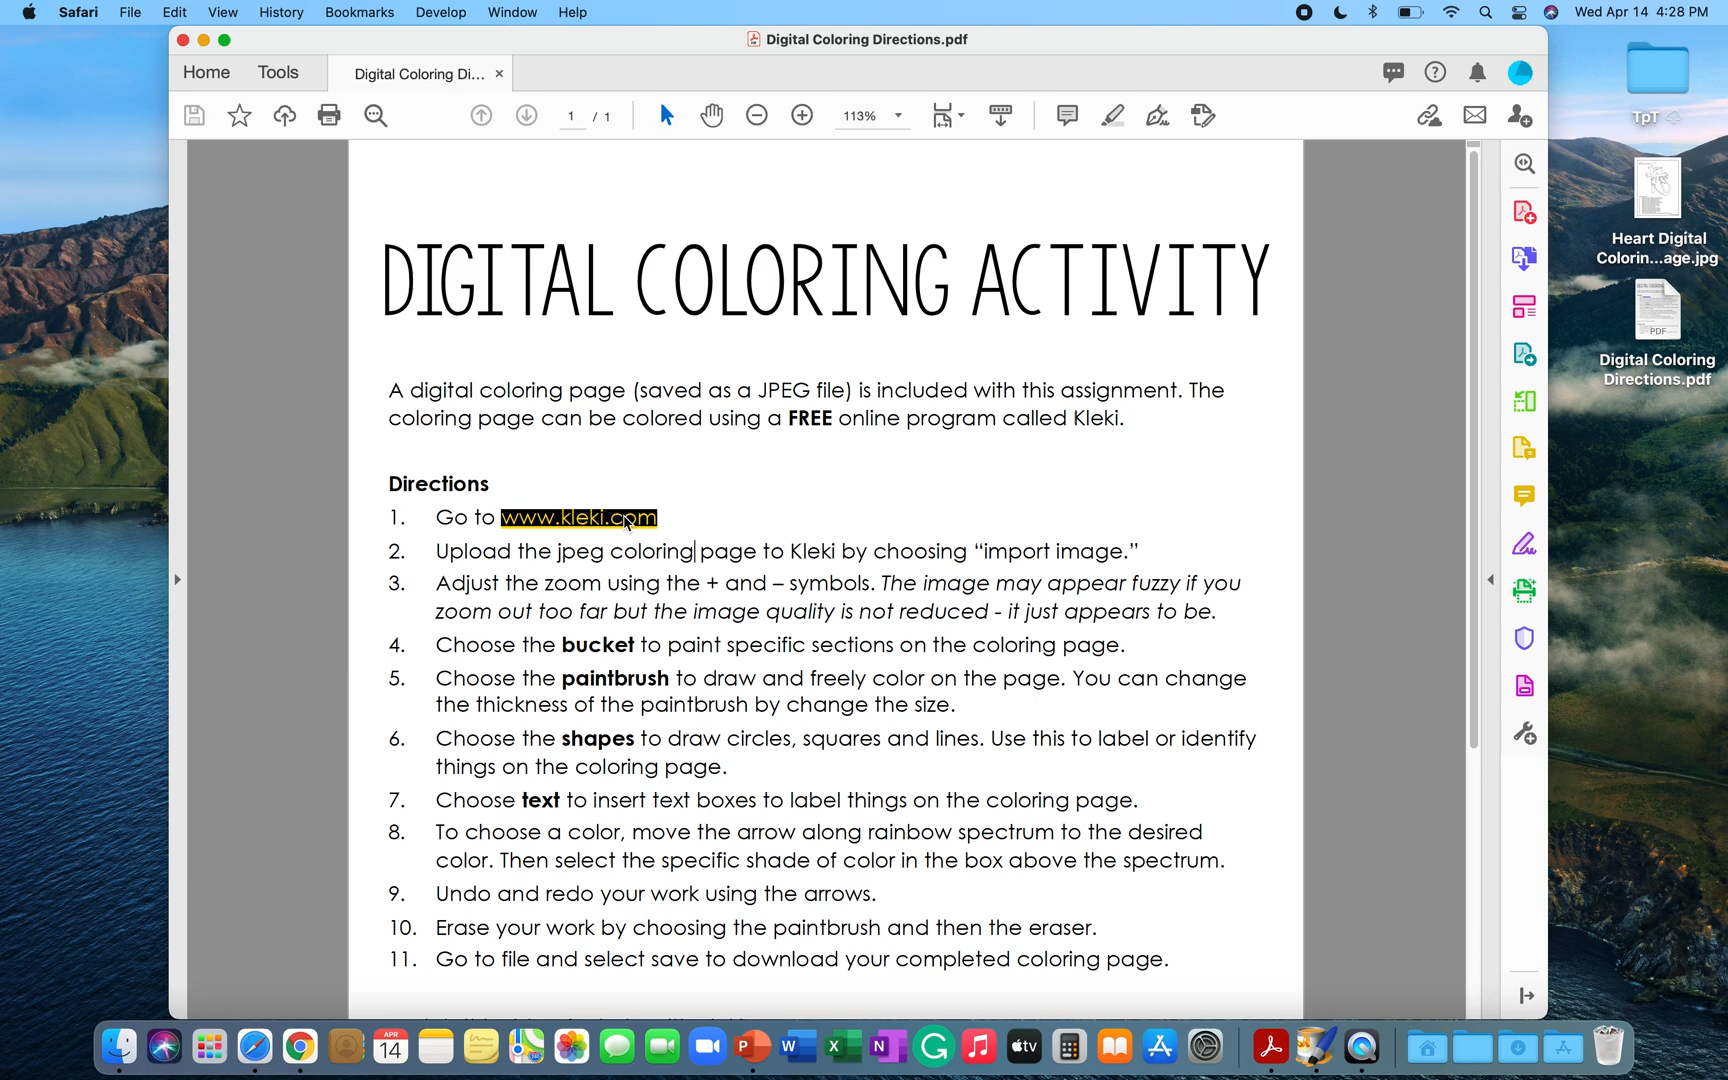 Safari File Edit View History Bookmarks Develop Window Help Wed Apr 14 4:28 PM
Digital Coloring Directions.pdf
Home Tools Digital Coloring Di... ×
1 / 1 113%
TpT
Heart Digital
Colorin...age.jpg
PDF
Digital Coloring
Directions.pdf
DIGITAL COLORING ACTIVITY
A digital coloring page (saved as a JPEG file) is included with this assignment. The
coloring page can be colored using a FREE online program called Kleki.
Directions
1. Go to www.kleki.com
2. Upload the jpeg coloring page to Kleki by choosing “import image.”
3. Adjust the zoom using the + and – symbols. The image may appear fuzzy if you
zoom out too far but the image quality is not reduced - it just appears to be.
4. Choose the bucket to paint specific sections on the coloring page.
5. Choose the paintbrush to draw and freely color on the page. You can change
the thickness of the paintbrush by change the size.
6. Choose the shapes to draw circles, squares and lines. Use this to label or identify
things on the coloring page.
7. Choose text to insert text boxes to label things on the coloring page.
8. To choose a color, move the arrow along rainbow spectrum to the desired
color. Then select the specific shade of color in the box above the spectrum.
9. Undo and redo your work using the arrows.
10. Erase your work by choosing the paintbrush and then the eraser.
11. Go to file and select save to download your completed coloring page.
APR
14
P W X N G tv